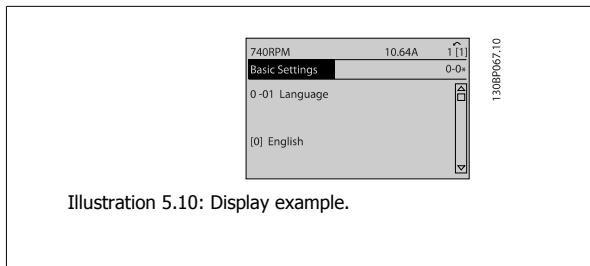 740RPM 10.64A 1 [1]
Basic Settings 0-0*
0 -01 Language
[0] English
130BP067.10
Illustration 5.10: Display example.